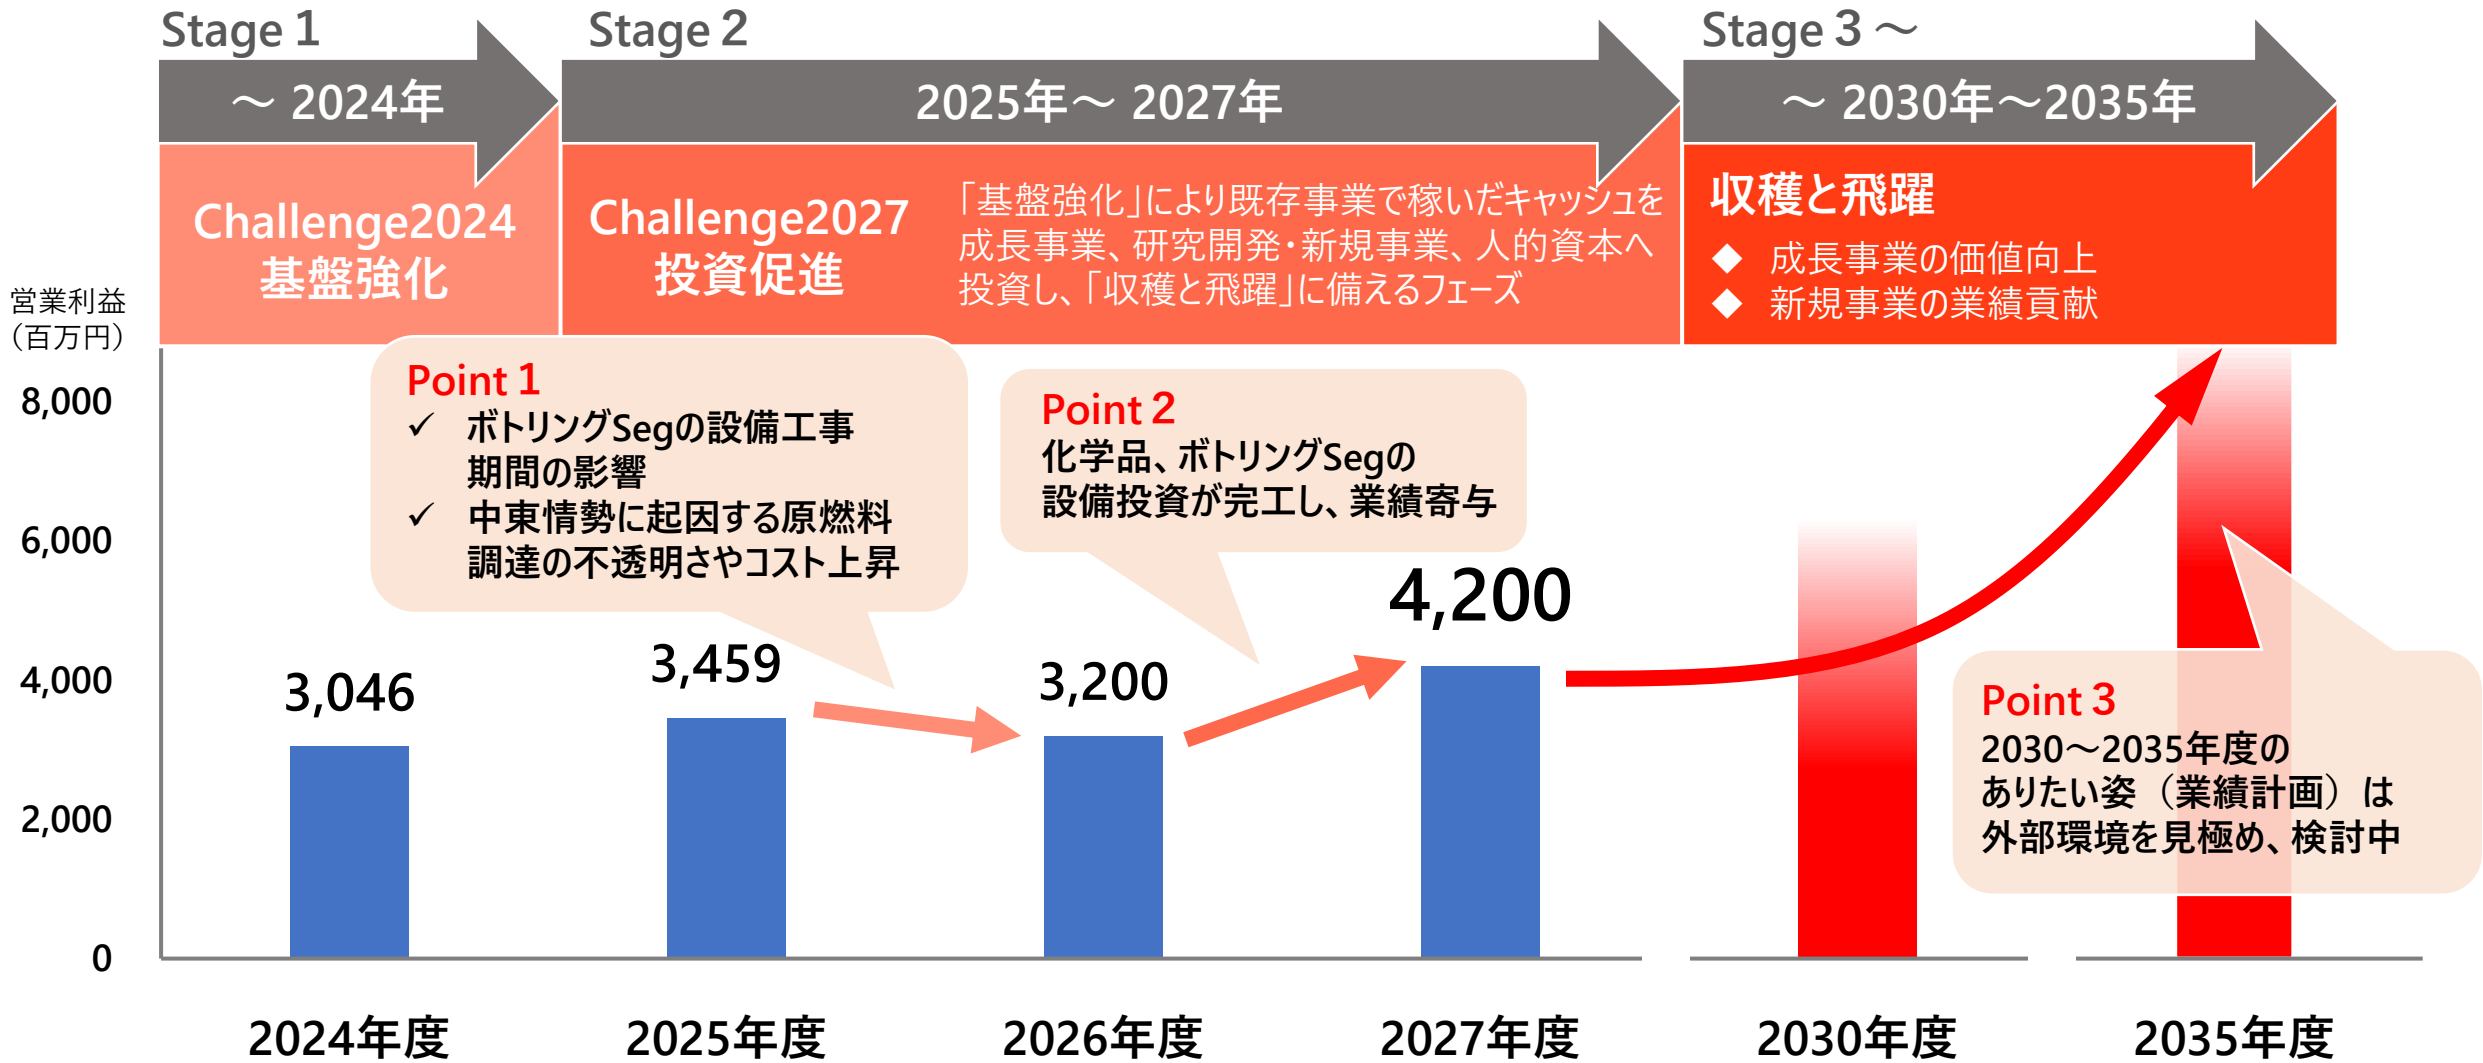 Stage 1
～ 2024年
Challenge2024
基盤強化
Stage 2
2025年～ 2027年
Challenge2027
投資促進
「基盤強化」により既存事業で稼いだキャッシュを
成長事業、研究開発・新規事業、人的資本へ
投資し、「収穫と飛躍」に備えるフェーズ
Stage 3 ～
～ 2030年～2035年
収穫と飛躍
◆ 成長事業の価値向上
◆ 新規事業の業績貢献
営業利益
（百万円）
8,000
6,000
4,000
2,000
0
Point 1
✓ ボトリングSegの設備工事
期間の影響
✓ 中東情勢に起因する原燃料
調達の不透明さやコスト上昇
Point 2
化学品、ボトリングSegの
設備投資が完工し、業績寄与
Point 3
2030～2035年度の
ありたい姿（業績計画）は
外部環境を見極め、検討中
3,046
3,459
3,200
4,200
2024年度
2025年度
2026年度
2027年度
2030年度
2035年度